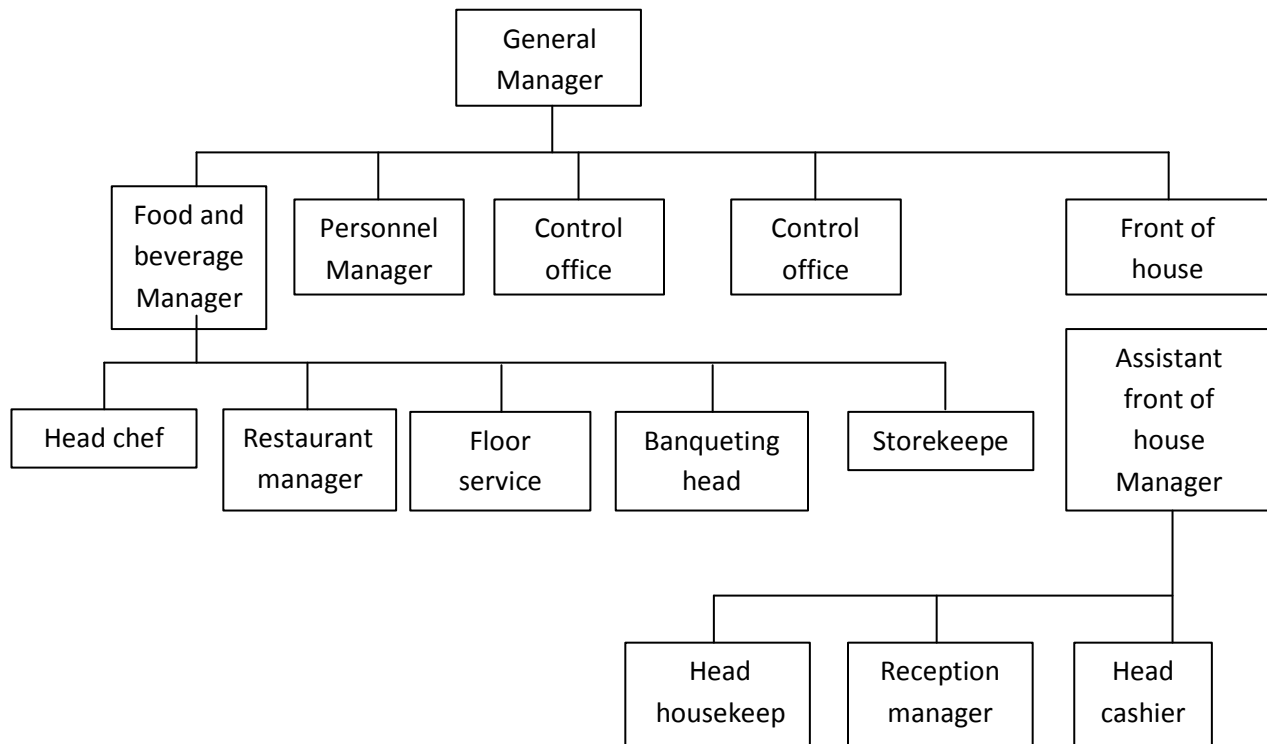 General
Manager
Food and
beverage
Manager
Personnel
Manager
Control
office
Control
office
Front of
house
Assistant
front of
house
Manager
Head chef
Restaurant
manager
Floor
service
Banqueting
head
Storekeepe
Head
housekeep
Reception
manager
Head
cashier